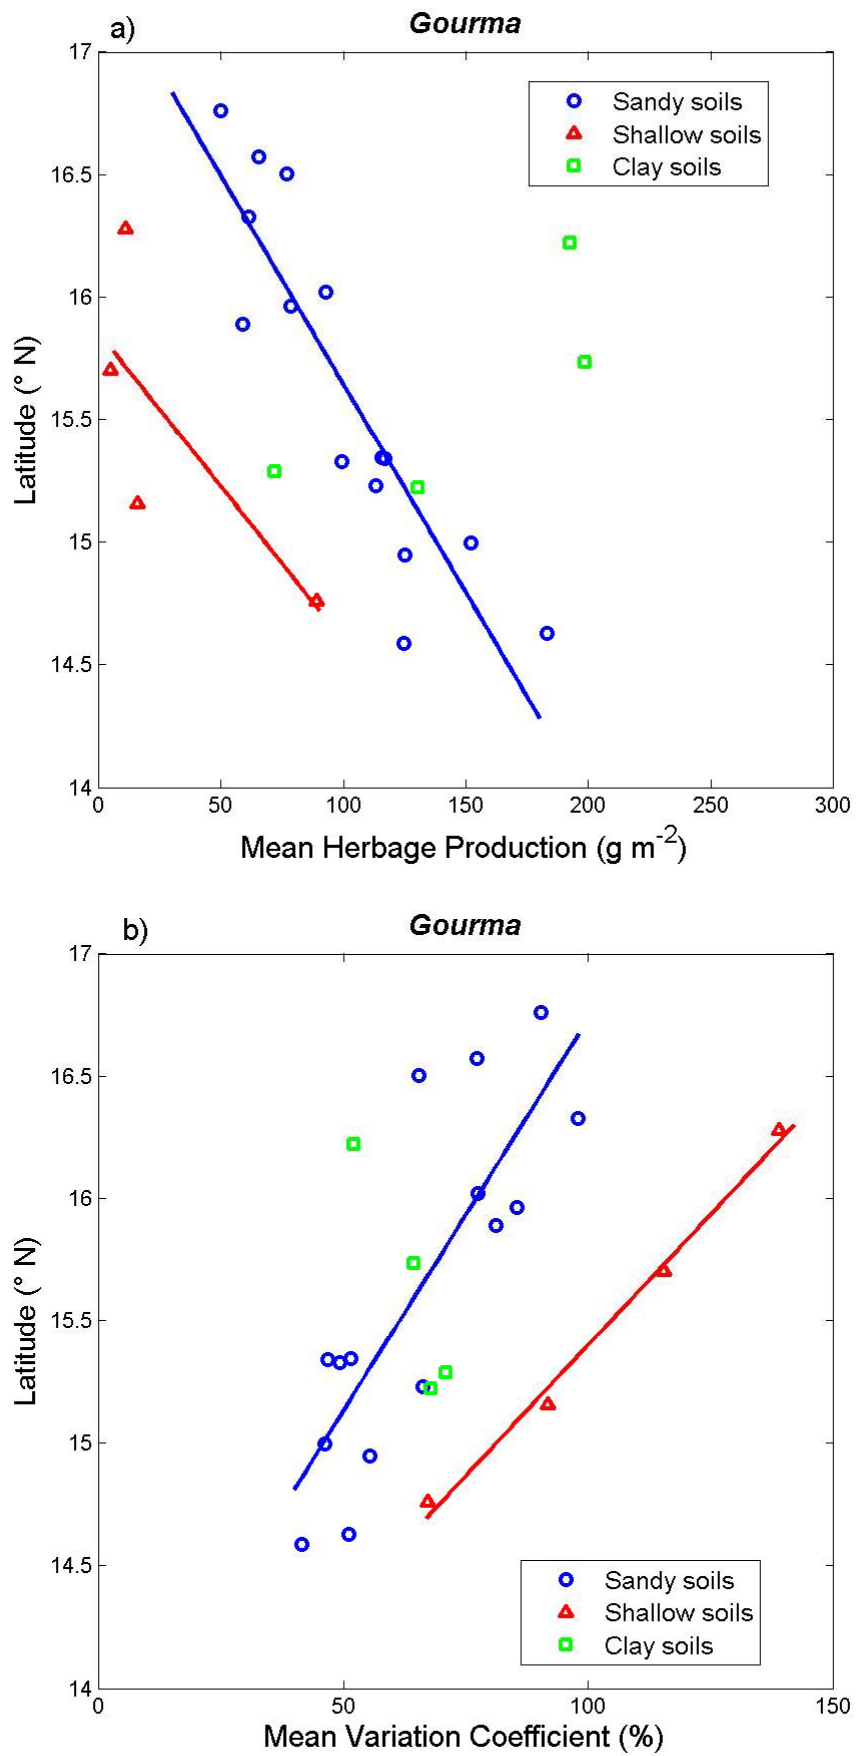 a)
Gourma
17
16.5
16
15.5
15
14.5
14
Latitude (° N)
Sandy soils
Shallow soils
Clay soils
0 50 100 150 200 250 300
Mean Herbage Production (g m-2)
b)
Gourma
17
16.5
16
15.5
15
14.5
14
Latitude (° N)
Sandy soils
Shallow soils
Clay soils
0 50 100 150
Mean Variation Coefficient (%)